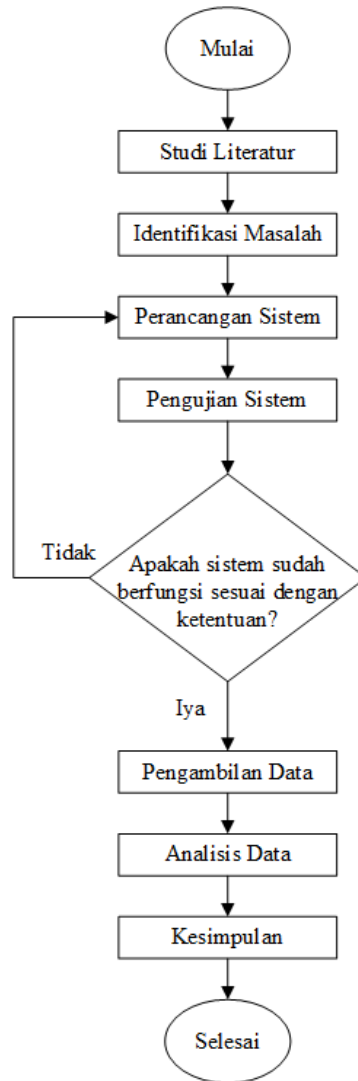 Mulai
Studi Literatur
Identifikasi Masalah
Perancangan Sistem
Pengujian Sistem
Tidak
Apakah sistem sudah
berfungsi sesuai dengan
ketentuan?
Iya
Pengambilan Data
Analisis Data
Kesimpulan
Selesai